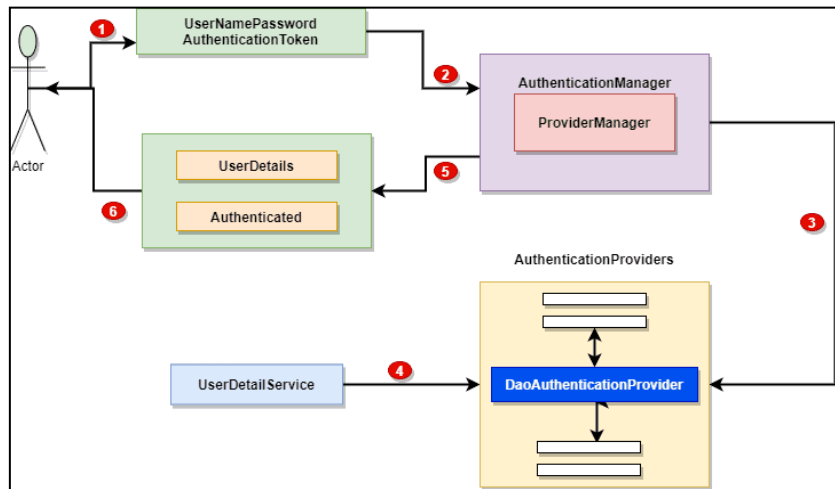 1
UserNamePassword
AuthenticationToken
2
AuthenticationManager
ProviderManager
Actor
UserDetails
5
Authenticated
6
3
AuthenticationProviders
UserDetailService
4
DaoAuthenticationProvider